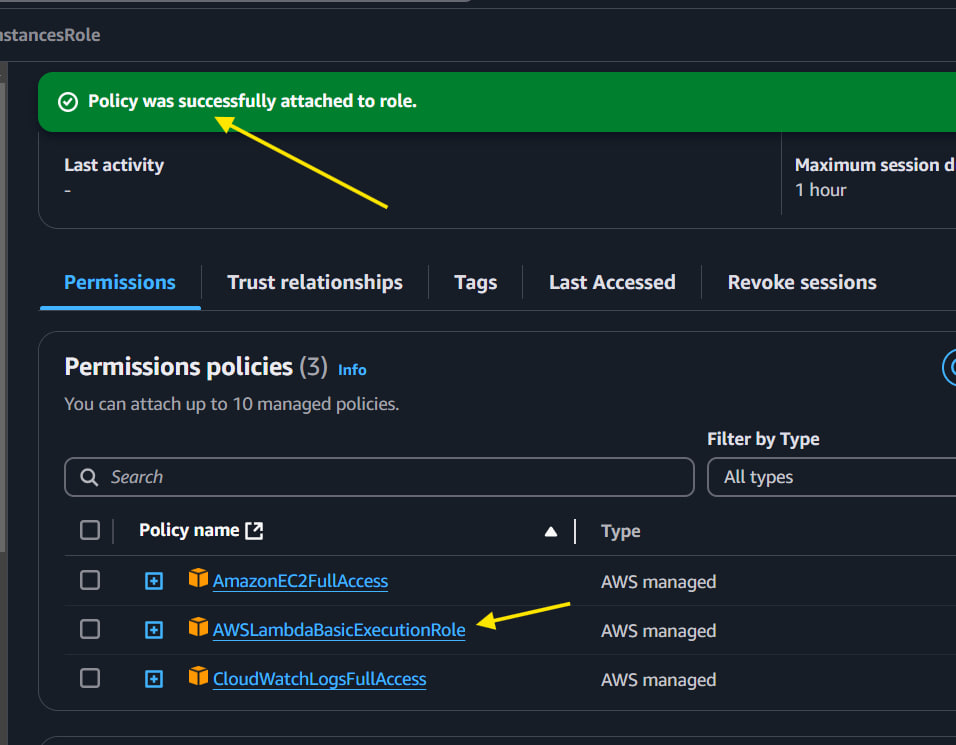 nstancesRole
Policy was successfully attached to role.
Last activity
-
Maximum session d
1 hour
Permissions
Trust relationships
Tags
Last Accessed
Revoke sessions
Permissions policies (3) Info
You can attach up to 10 managed policies.
Filter by Type
Search
All types
Policy name
Type
AmazonEC2FullAccess
AWS managed
AWSLambdaBasicExecutionRole
AWS managed
CloudWatchLogsFullAccess
AWS managed